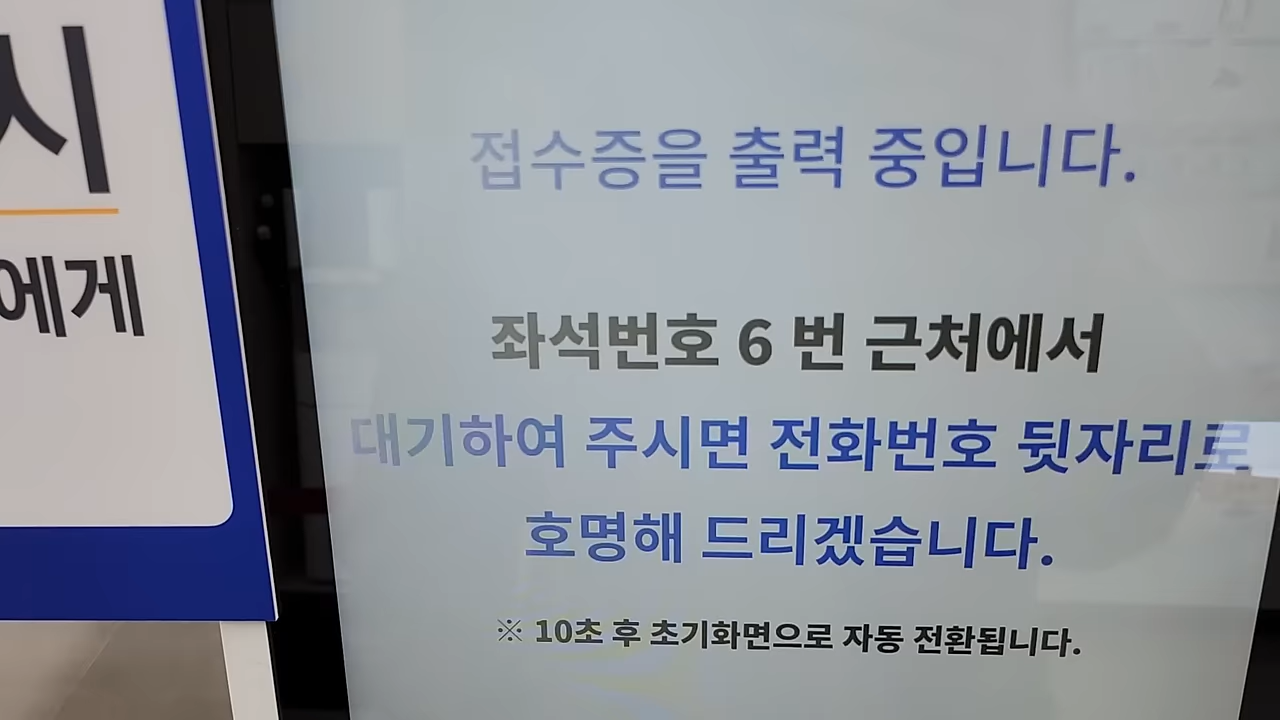 시
에게
접수증을 출력 중입니다.
좌석번호 6 번 근처에서
대기하여 주시면 전화번호 뒷자리로
호명해 드리겠습니다.
※ 10초 후 초기화면으로 자동 전환됩니다.